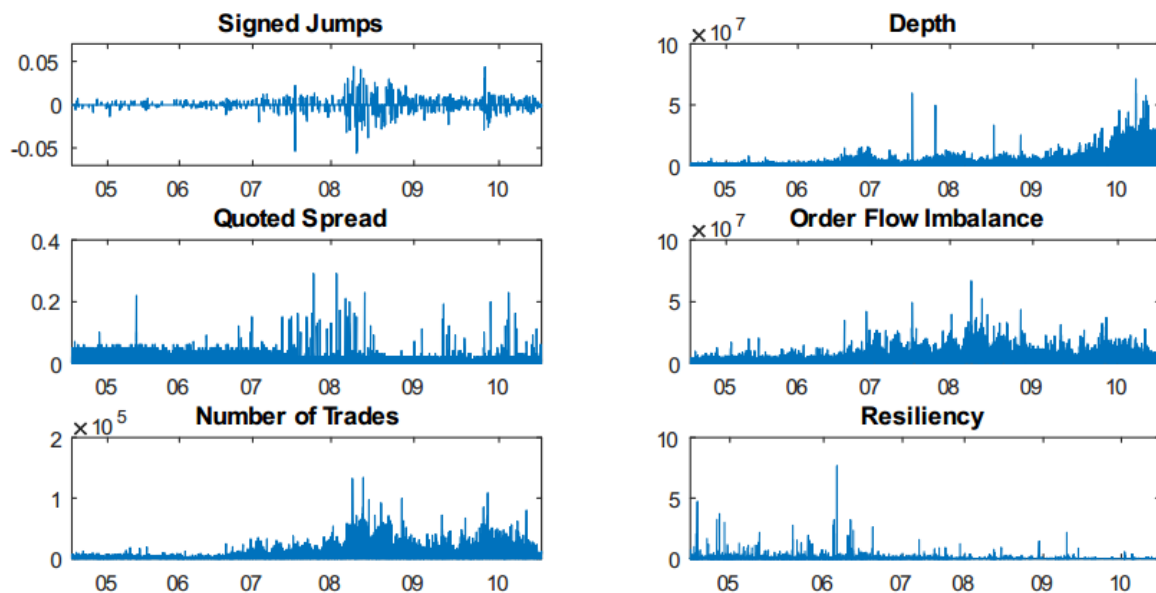 Signed Jumps
0.05
0
-0.05
05 06 07 08 09 10
Depth
×10^7
10
5
0
05 06 07 08 09 10
Quoted Spread
0.4
0.2
0
05 06 07 08 09 10
Order Flow Imbalance
×10^7
10
5
0
05 06 07 08 09 10
Number of Trades
×10^5
2
1
0
05 06 07 08 09 10
Resiliency
10
5
0
05 06 07 08 09 10